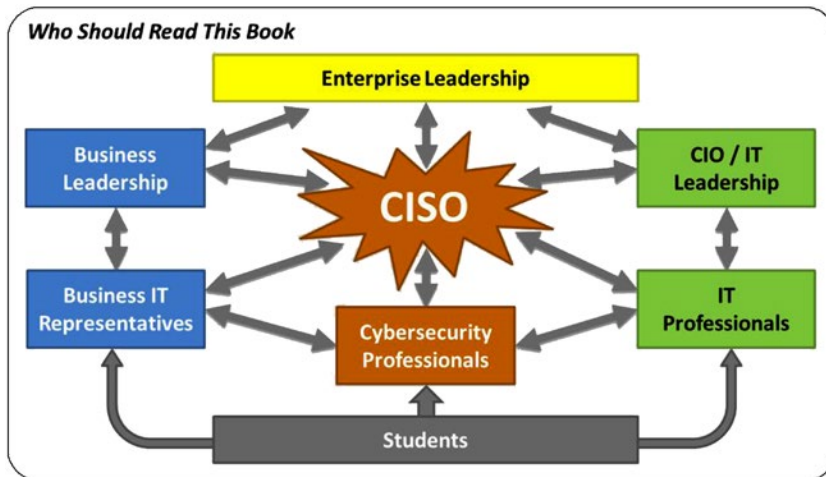 Who Should Read This Book
Enterprise Leadership
Business
Leadership
CISO
CIO / IT
Leadership
Business IT
Representatives
Cybersecurity
Professionals
IT
Professionals
Students